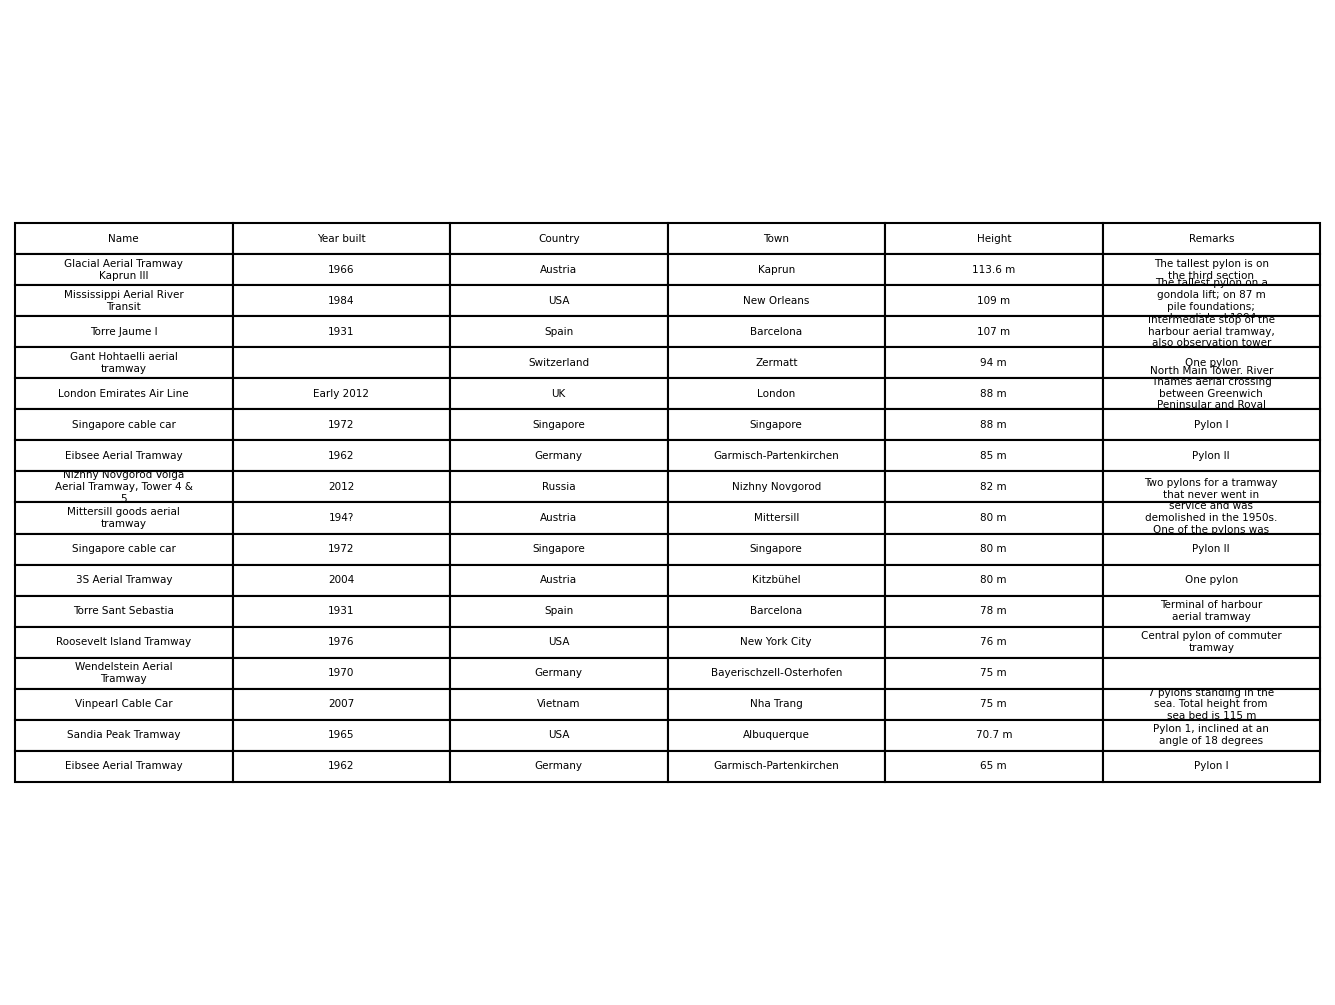 Name Year built Country Town Height Remarks
Glacial Aerial Tramway
Kaprun III
1966 Austria Kaprun 113.6 m
The tallest pylon is on
the third section
Mississippi Aerial River
Transit
1984 USA New Orleans 109 m
The tallest pylon on a
gondola lift; on 87 m
pile foundations;
Torre Jaume I 1931 Spain Barcelona 107 m
Intermediate stop of the
harbour aerial tramway,
also observation tower
Gant Hohtaelli aerial
tramway
Switzerland Zermatt 94 m One pylon
London Emirates Air Line Early 2012 UK London 88 m
North Main Tower. River
Thames aerial crossing
between Greenwich
Peninsular and Royal
Singapore cable car 1972 Singapore Singapore 88 m Pylon I
Eibsee Aerial Tramway 1962 Germany Garmisch-Partenkirchen 85 m Pylon II
Nizhny Novgorod Volga
Aerial Tramway, Tower 4 &
5
2012 Russia Nizhny Novgorod 82 m
Mittersill goods aerial
tramway
194? Austria Mittersill 80 m
Two pylons for a tramway
that never went in
service and was
demolished in the 1950s.
One of the pylons was
Singapore cable car 1972 Singapore Singapore 80 m Pylon II
3S Aerial Tramway 2004 Austria Kitzbühel 80 m One pylon
Torre Sant Sebastia 1931 Spain Barcelona 78 m
Terminal of harbour
aerial tramway
Roosevelt Island Tramway 1976 USA New York City 76 m
Central pylon of commuter
tramway
Wendelstein Aerial
Tramway
1970 Germany Bayerischzell-Osterhofen 75 m
Vinpearl Cable Car 2007 Vietnam Nha Trang 75 m
7 pylons standing in the
sea. Total height from
sea bed is 115 m
Sandia Peak Tramway 1965 USA Albuquerque 70.7 m
Pylon 1, inclined at an
angle of 18 degrees
Eibsee Aerial Tramway 1962 Germany Garmisch-Partenkirchen 65 m Pylon I